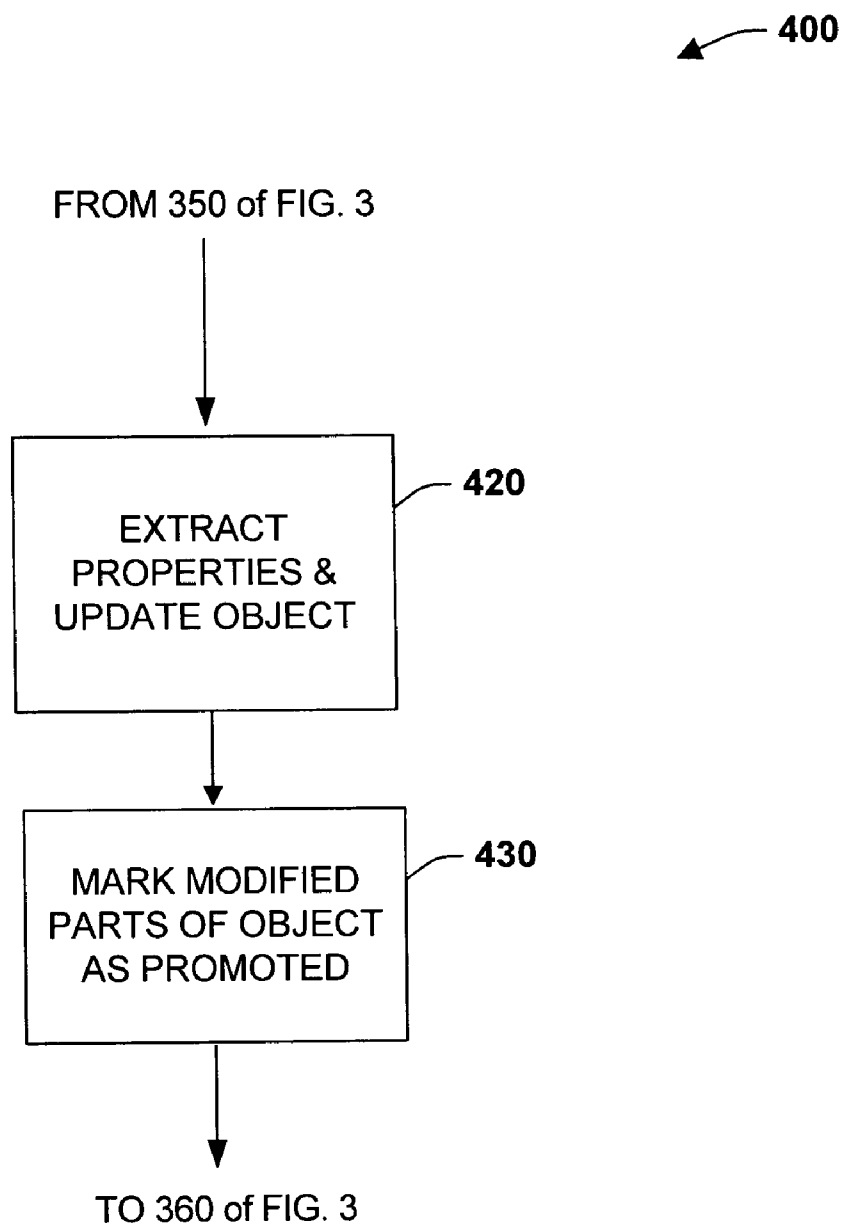 400
FROM 350 of FIG. 3
420
EXTRACT
PROPERTIES &
UPDATE OBJECT
430
MARK MODIFIED
PARTS OF OBJECT
AS PROMOTED
TO 360 of FIG. 3